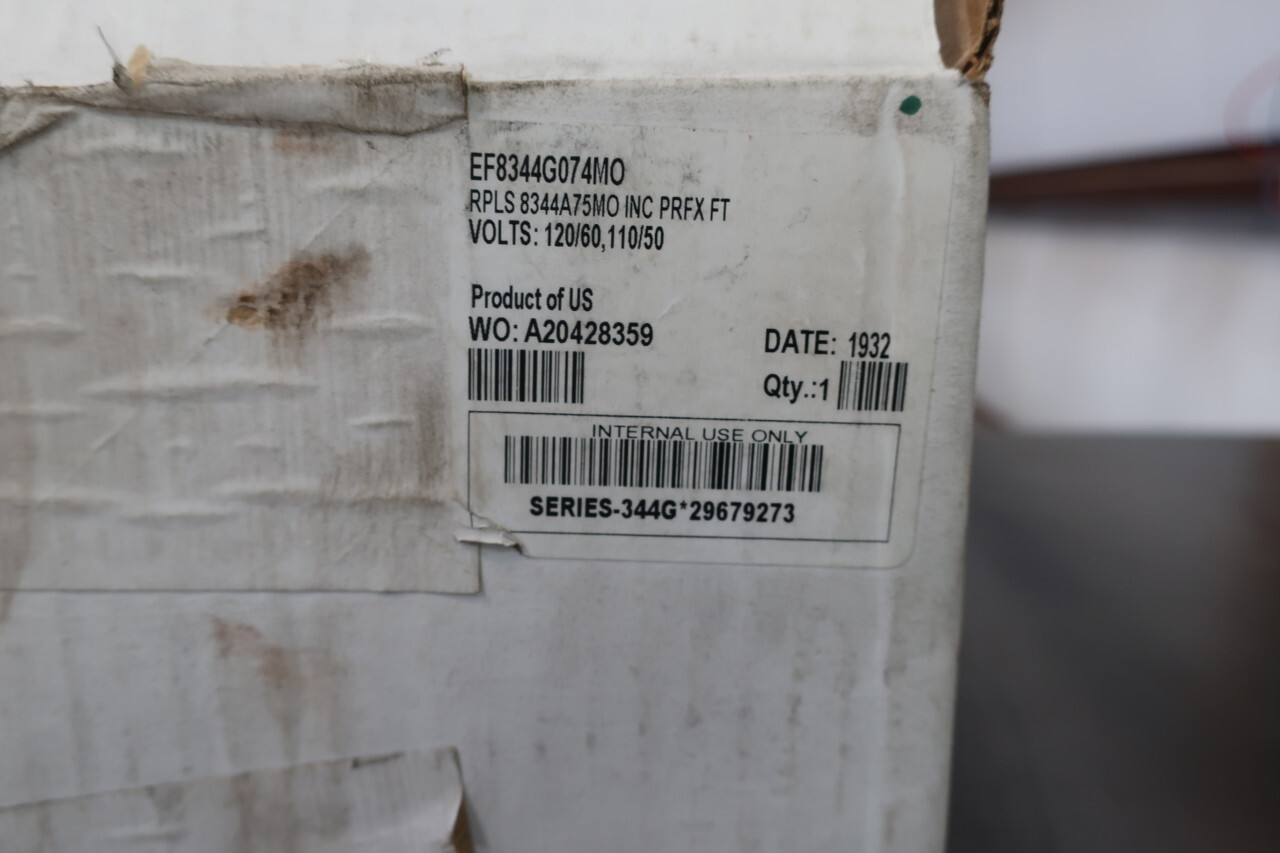 EF8344G074MO
RPLS 8344A75MO INC PRFX FT
VOLTS: 120/60,110/50
Product of US
WO: A20428359
DATE: 1932
Qty.:1
INTERNAL USE ONLY
SERIES-344G*29679273